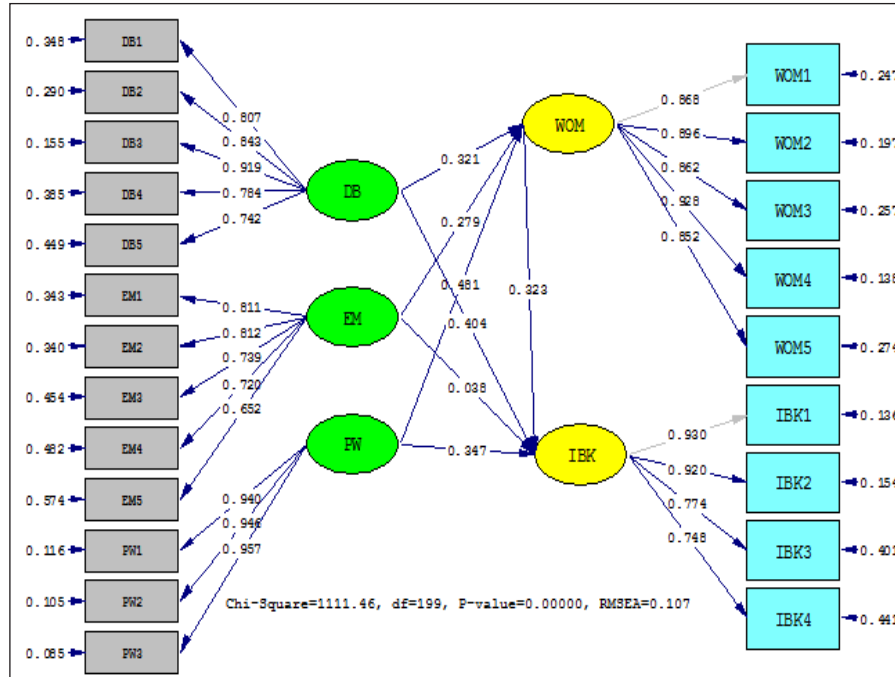 0.348 DB1
0.290 DB2
0.155 DB3
0.385 DB4
0.449 DB5
0.343 EM1
0.340 EM2
0.454 EM3
0.482 EM4
0.574 EM5
0.116 PW1
0.105 PW2
0.085 PW3
0.807
0.843
0.919
0.784
0.742
0.811
0.812
0.739
0.720
0.652
0.940
0.946
0.957
DB
EM
PW
0.321
0.279
0.481
0.404
0.038
0.347
0.323
WOM
IBK
0.868
0.896
0.862
0.928
0.852
0.930
0.920
0.774
0.748
WOM1 0.247
WOM2 0.197
WOM3 0.257
WOM4 0.138
WOM5 0.274
IBK1 0.136
IBK2 0.154
IBK3 0.401
IBK4 0.441
Chi-Square=1111.46, df=199, P-value=0.00000, RMSEA=0.107